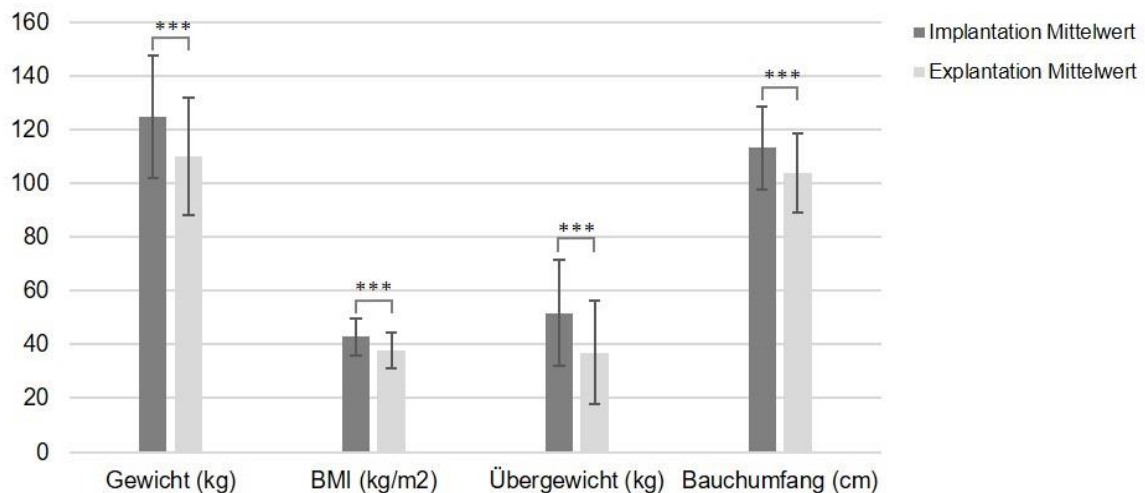 160
140
120
100
80
60
40
20
0
***
***
***
***
Gewicht (kg)
BMI (kg/m2)
Übergewicht (kg)
Bauchumfang (cm)
Implantation Mittelwert
Explantation Mittelwert